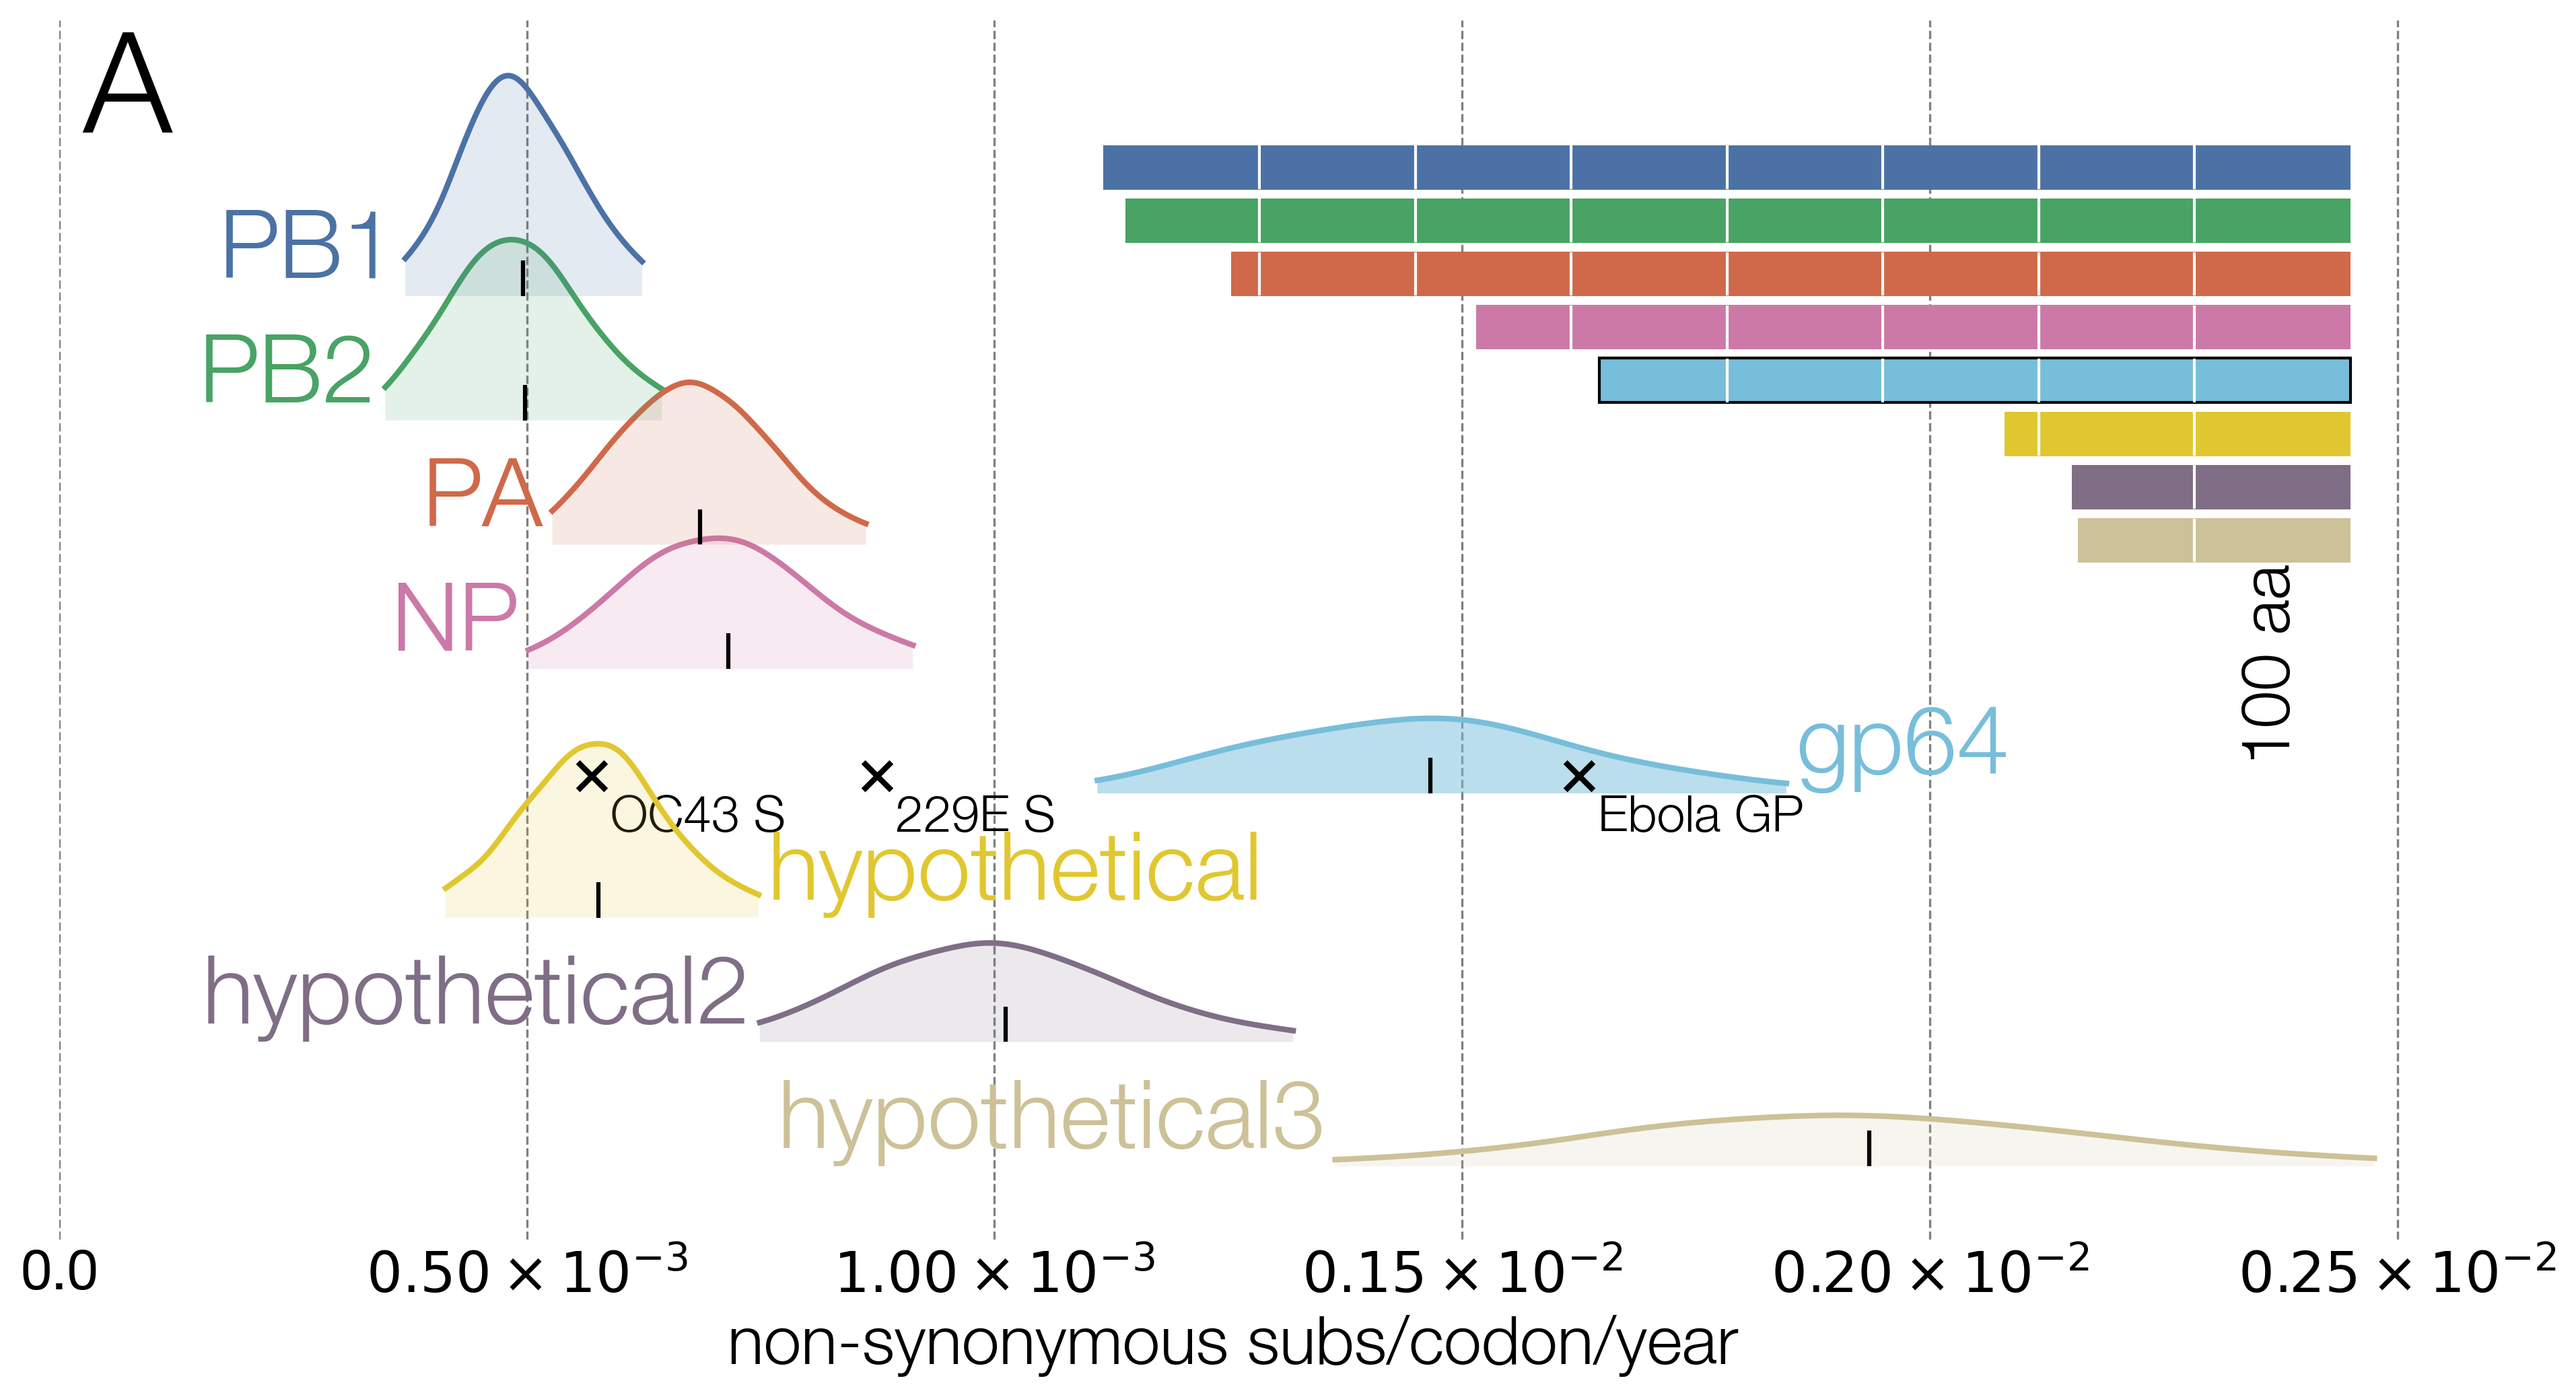 A
PB1
PB2
PA
NP
100 aa
gp64
OC43 S
229E S
Ebola GP
hypothetical
hypothetical2
hypothetical3
0.0
0.50 × 10⁻³
1.00 × 10⁻³
0.15 × 10⁻²
0.20 × 10⁻²
0.25 × 10⁻²
non-synonymous subs/codon/year